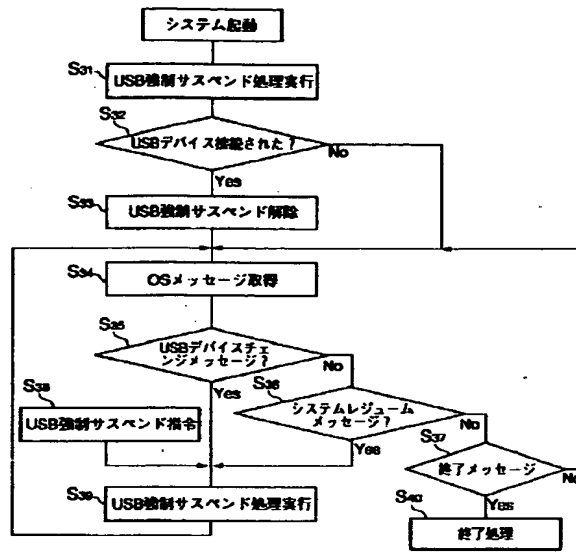 システム起動
S31
USB強制サスペンド処理実行
S32
USBデバイス接続された?
No
Yes
S33
USB強制サスペンド解除
S34
OSメッセージ取得
S35
USBデバイスチェ
ンジメッセージ?
No
Yes
S36
システムレジューム
メッセージ?
No
Yes
S38
USB強制サスペンド指令
S37
終了メッセージ
No
Yes
S39
USB強制サスペンド処理実行
S40
終了処理